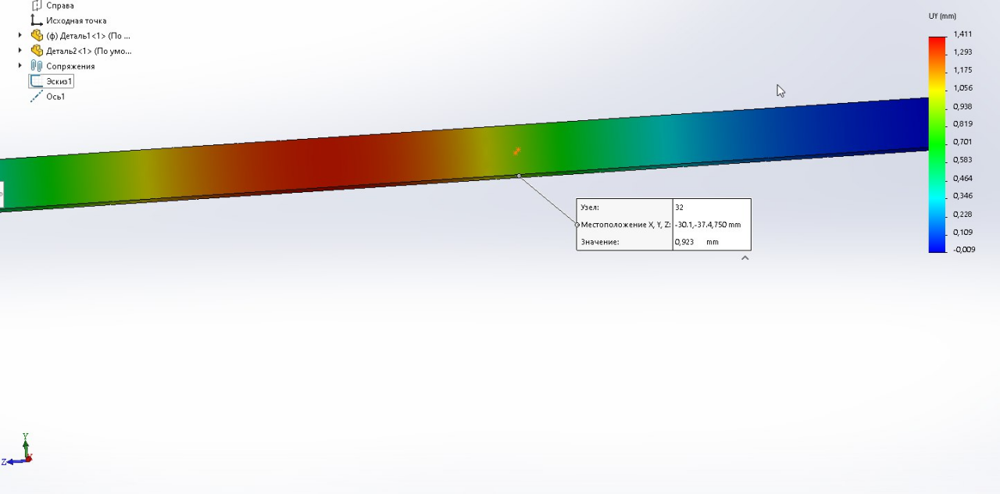 Справа
Исходная точка
(ф) Деталь1<1> (По ...
Деталь2<1> (По умо...
Сопряжения
Эскиз1
Ось1
UY (mm)
1,411
1,293
1,175
1,056
0,938
0,819
0,701
0,583
0,464
0,346
0,228
0,109
-0,009
Узел: 32
Местоположение X, Y, Z: -30.1,-37.4,750 mm
Значение: 0,923 mm
Y
Z